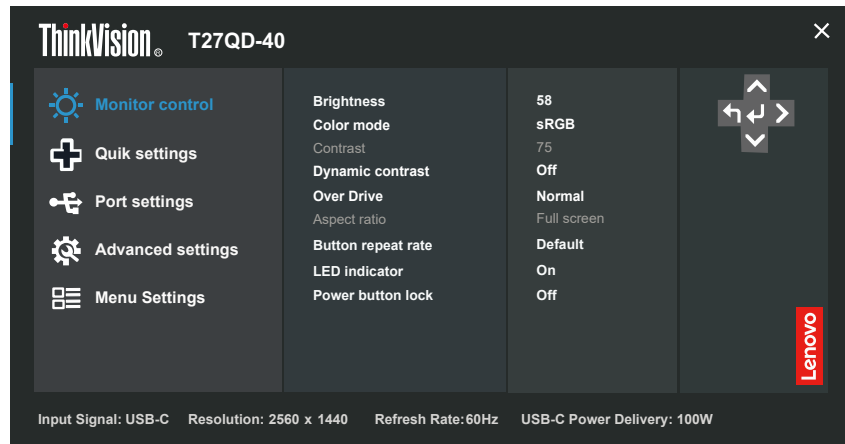 ThinkVision® T27QD-40
Monitor control
Quik settings
Port settings
Advanced settings
Menu Settings
Brightness 58
Color mode sRGB
Contrast 75
Dynamic contrast Off
Over Drive Normal
Aspect ratio Full screen
Button repeat rate Default
LED indicator On
Power button lock Off
Lenovo
Input Signal: USB-C Resolution: 2560 x 1440 Refresh Rate:60Hz USB-C Power Delivery: 100W